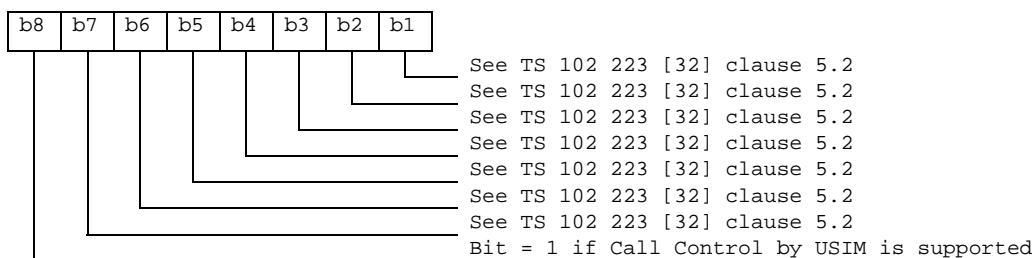 b8 b7 b6 b5 b4 b3 b2 b1
See TS 102 223 [32] clause 5.2
See TS 102 223 [32] clause 5.2
See TS 102 223 [32] clause 5.2
See TS 102 223 [32] clause 5.2
See TS 102 223 [32] clause 5.2
See TS 102 223 [32] clause 5.2
See TS 102 223 [32] clause 5.2
Bit = 1 if Call Control by USIM is supported